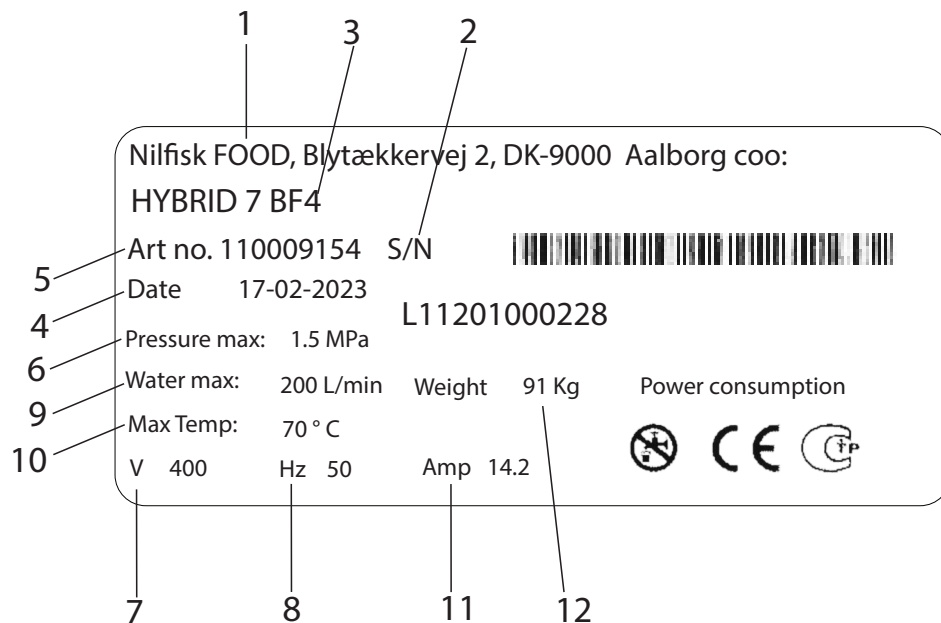 1
3
2
Nilfisk FOOD, Blytækkervej 2, DK-9000 Aalborg coo:
HYBRID 7 BF4
5
Art no. 110009154 S/N
4
Date 17-02-2023
L11201000228
6
Pressure max: 1.5 MPa
9
Water max: 200 L/min Weight 91 Kg Power consumption
10
Max Temp: 70 ° C
CE
V 400 Hz 50 Amp 14.2
7
8
11
12